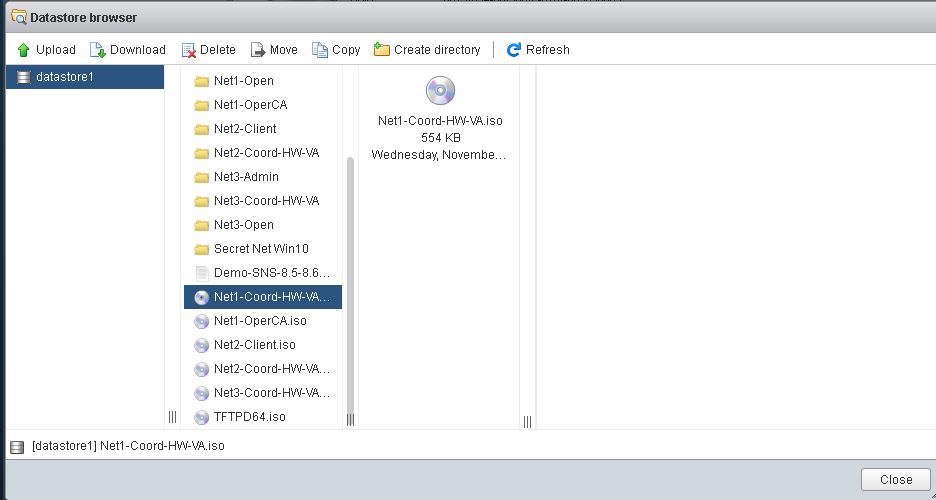 Datastore browser
Upload Download Delete Move Copy Create directory Refresh
datastore1
Net1-Open
Net1-OperCA
Net2-Client
Net2-Coord-HW-VA
Net3-Admin
Net3-Coord-HW-VA
Net3-Open
Secret Net Win10
Demo-SNS-8.5-8.6...
Net1-Coord-HW-VA...
Net1-OperCA.iso
Net2-Client.iso
Net2-Coord-HW-VA...
Net3-Coord-HW-VA...
TFTPD64.iso
Net1-Coord-HW-VA.iso
554 KB
Wednesday, Novembe...
[datastore1] Net1-Coord-HW-VA.iso
Close